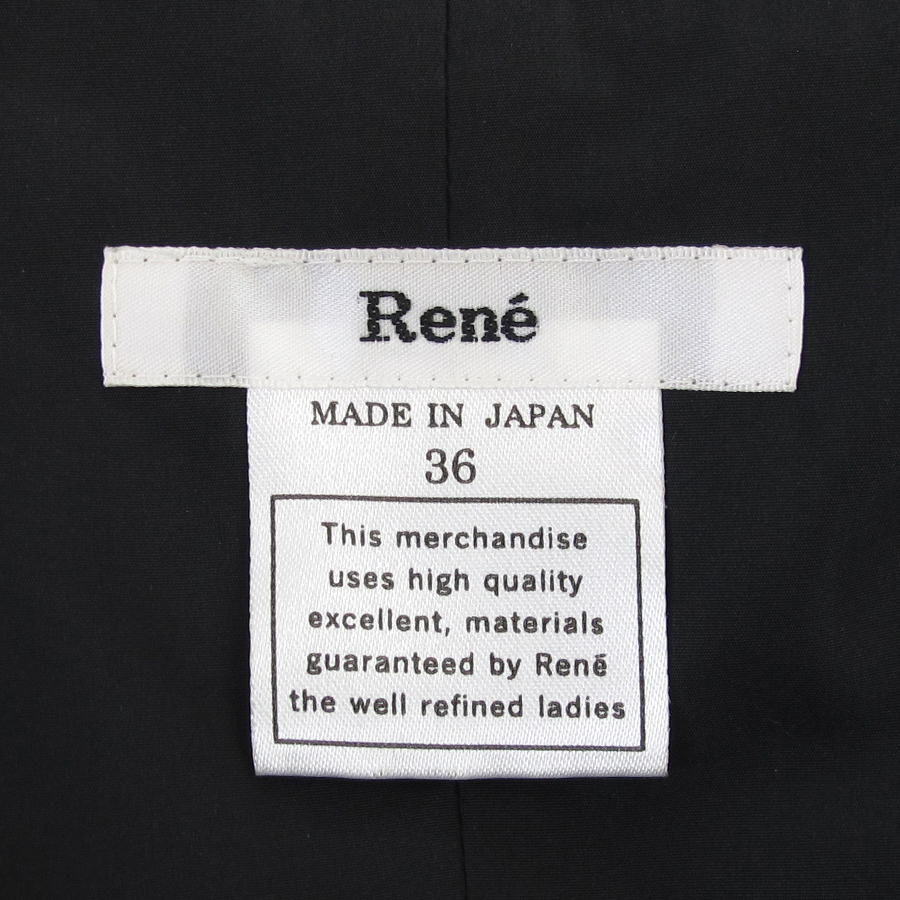 René
MADE IN JAPAN
36
This merchandise
uses high quality
excellent, materials
guaranteed by René
the well refined ladies